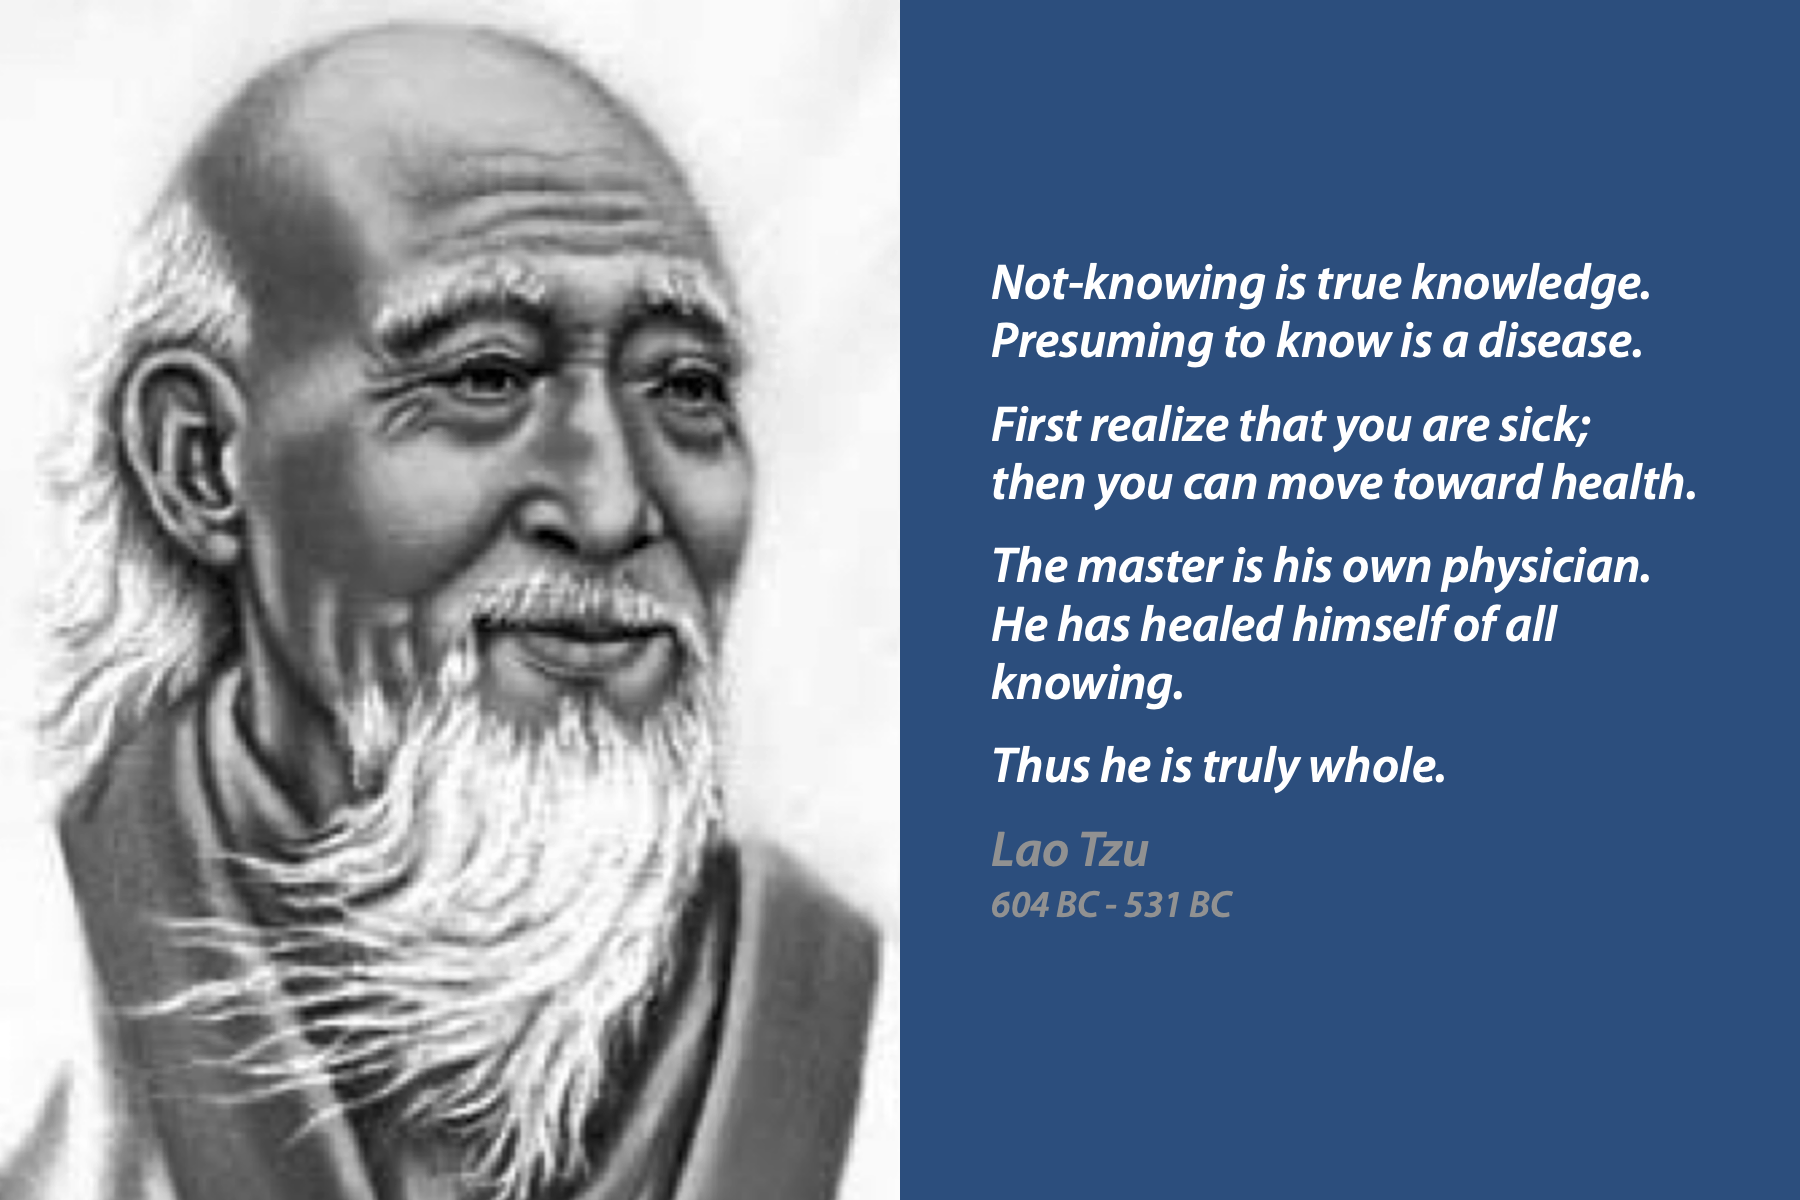 Not-knowing is true knowledge.
Presuming to know is a disease.
First realize that you are sick;
then you can move toward health.
The master is his own physician.
He has healed himself of all
knowing.
Thus he is truly whole.
Lao Tzu
604 BC - 531 BC